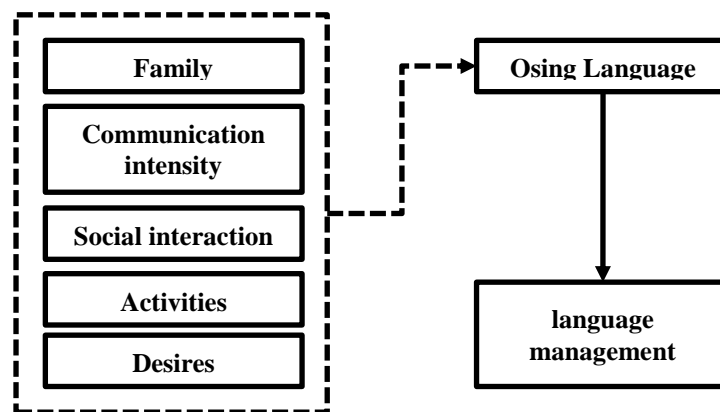 Family
Communication
intensity
Social interaction
Activities
Desires
Osing Language
language
management